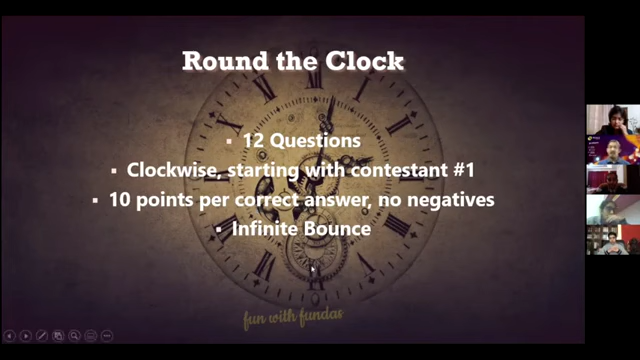 Round the Clock
▪ 12 Questions
▪ Clockwise, starting with contestant #1
▪ 10 points per correct answer, no negatives
▪ Infinite Bounce
fun with fundas